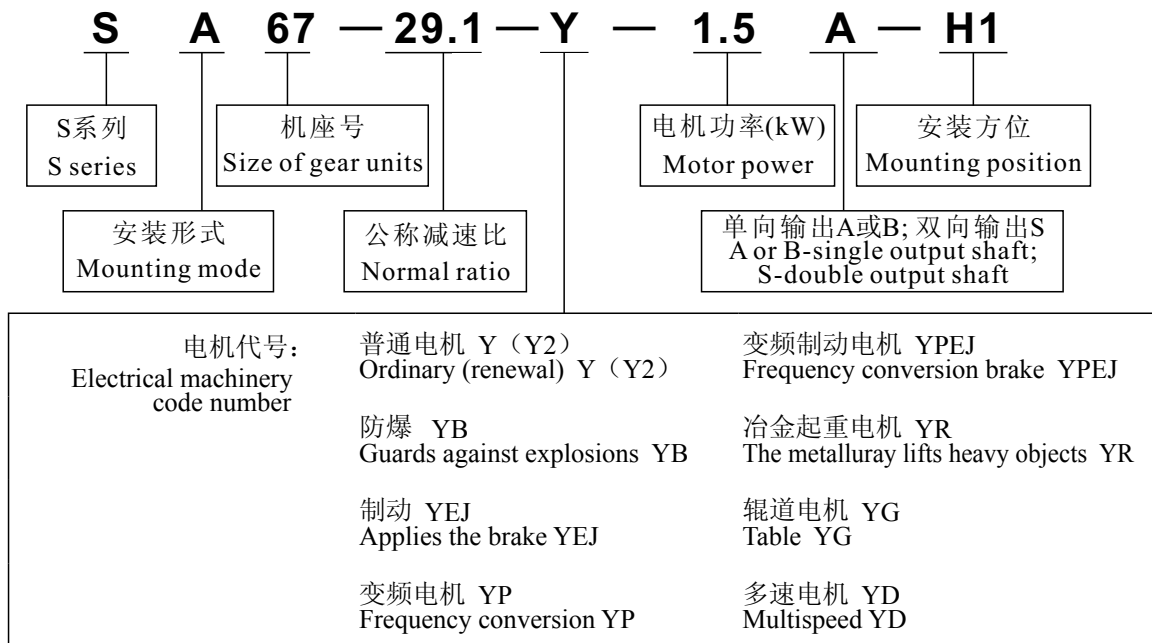 S A 67 — 29.1 — Y — 1.5 A — H1
S系列
S series
机座号
Size of gear units
电机功率(kW)
Motor power
安装方位
Mounting position
安装形式
Mounting mode
公称减速比
Normal ratio
单向输出A或B; 双向输出S
A or B-single output shaft;
S-double output shaft
电机代号:
Electrical machinery
code number
普通电机 Y（Y2）
Ordinary (renewal) Y（Y2）
防爆 YB
Guards against explosions YB
制动 YEJ
Applies the brake YEJ
变频电机 YP
Frequency conversion YP
变频制动电机 YPEJ
Frequency conversion brake YPEJ
冶金起重电机 YR
The metalluray lifts heavy objects YR
辊道电机 YG
Table YG
多速电机 YD
Multispeed YD